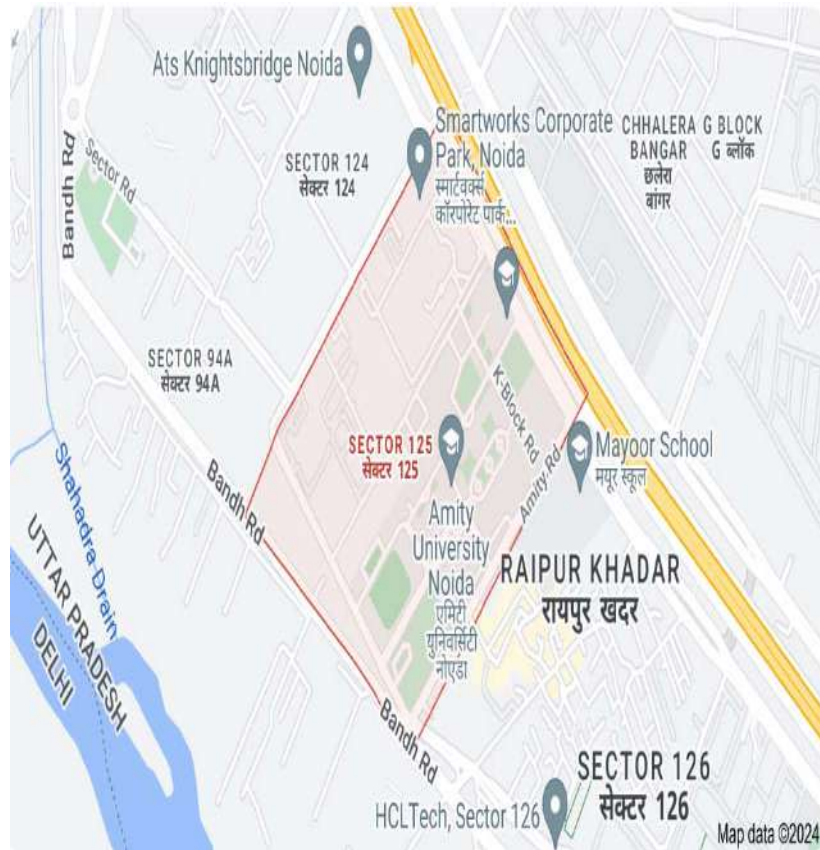 Ats Knightsbridge Noida
Smartworks Corporate
Park, Noida
स्मार्टवर्क्स
कॉरपोरेट पार्क...
CHHALERA
BANGAR
छलेरा
बांगर
G BLOCK
G ब्लॉक
SECTOR 124
सेक्टर 124
Bandh Rd
Sector Rd
SECTOR 94A
सेक्टर 94A
K-Block Rd
SECTOR 125
सेक्टर 125
Amity Rd
Mayoor School
मयूर स्कूल
Bandh Rd
Shahadra-Drain
Amity
University
Noida
एमिटी
यूनिवर्सिटी
नोएडा
RAIPUR KHADAR
रायपुर खदर
UTTAR PRADESH
DELHI
Bandh Rd
SECTOR 126
सेक्टर 126
HCLTech, Sector 126
Map data ©2024